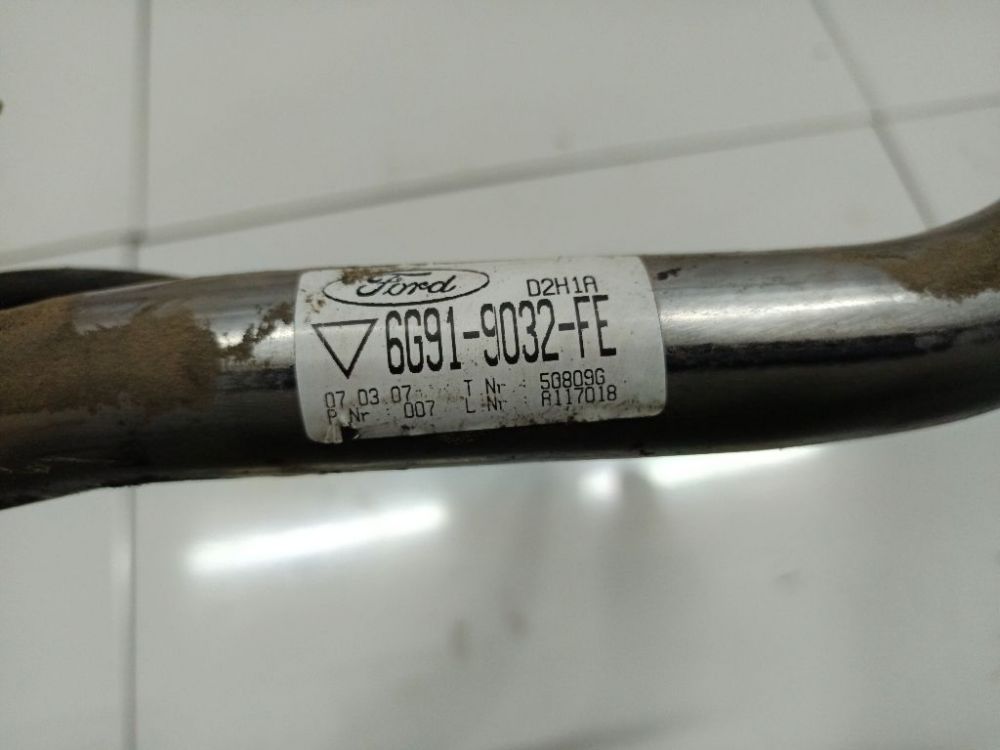 Ford D2H1A
6G91-9032-FE
07.03.07 T Nr : 50809G
P Nr : 007 L Nr : A117018